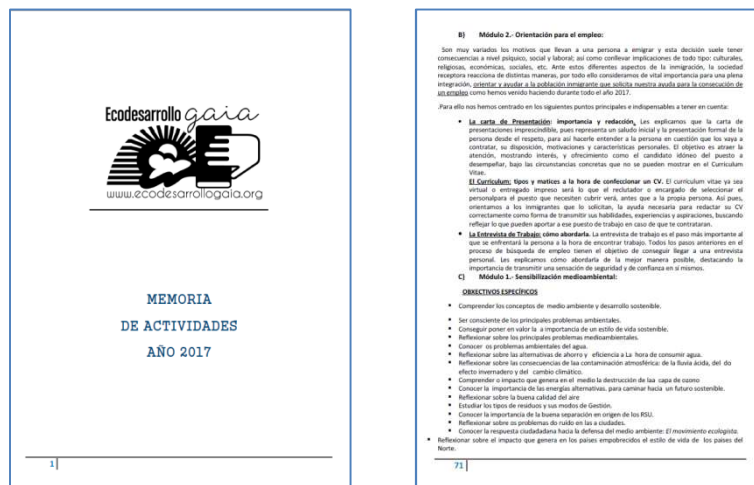 Ecodesarrollo gaia
www.ecodesarrollogaia.org
MEMORIA
DE ACTIVIDADES
AÑO 2017
1
B) Módulo 2.- Orientación para el empleo:
Son muy variados los motivos que llevan a una persona a emigrar y esta decisión suele tener
consecuencias a nivel psíquico, social y laboral; así como conllevar implicaciones de todo tipo: culturales,
religiosas, económicas, sociales, etc. Ante estos diferentes aspectos de la inmigración, la sociedad
receptora reacciona de distintas maneras, por todo ello consideramos de vital importancia para una plena
integración, orientar y ayudar a la población inmigrante que solicita nuestra ayuda para la consecución de
un empleo como hemos venido haciendo durante todo el año 2017.
.Para ello nos hemos centrado en los siguientes puntos principales e indispensables a tener en cuenta:
• La carta de Presentación: importancia y redacción. Les explicamos que la carta de
presentaciones imprescindible, pues representa un saludo inicial y la presentación formal de la
persona desde el respeto, para así hacerle entender a la persona en cuestión que los vaya a
contratar, su disposición, motivaciones y características personales. El objetivo es atraer la
atención, mostrando interés, y ofrecimiento como el candidato idóneo del puesto a
desempeñar, bajo las circunstancias concretas que no se pueden mostrar en el Curriculum
Vitae.
El Curriculum: tipos y matices a la hora de confeccionar un CV. El curriculum vitae ya sea
virtual o entregado impreso será lo que el reclutador o encargado de seleccionar el
personalpara el puesto que necesiten cubrir verá, antes que a la propia persona. Así pues,
orientamos a los inmigrantes que lo solicitan, la ayuda necesaria para redactar su CV
correctamente como forma de transmitir sus habilidades, experiencias y aspiraciones, buscando
reflejar lo que pueden aportar a ese puesto de trabajo en caso de que te contrataran.
• La Entrevista de Trabajo: cómo abordarla. La entrevista de trabajo es el paso más importante al
que se enfrentará la persona a la hora de encontrar trabajo. Todos los pasos anteriores en el
proceso de búsqueda de empleo tienen el objetivo de conseguir llegar a una entrevista
personal. Les explicamos cómo abordarla de la mejor manera posible, destacando la
importancia de transmitir una sensación de seguridad y de confianza en si mismos.
C) Módulo 1.- Sensibilización medioambiental:
OBXECTIVOS ESPECÍFICOS
▪ Comprender los conceptos de medio ambiente y desarrollo sostenible.
▪ Ser consciente de los principales problemas ambientales.
▪ Conseguir poner en valor la a importancia de un estilo de vida sostenible.
▪ Reflexionar sobre los principales problemas medioambientales.
▪ Conocer os problemas ambientales del agua.
▪ Reflexionar sobre las alternativas de ahorro y eficiencia a La hora de consumir agua.
▪ Reflexionar sobre las consecuencias de laa contaminación atmosférica: de la lluvia ácida, del do
efecto invernadero y del cambio climático.
▪ Comprender o impacto que genera en el medio la destrucción de laa capa de ozono
▪ Conocer la importancia de las energías alternativas. para caminar hacia un futuro sostenible.
▪ Reflexionar sobre la buena calidad del aire
▪ Estudiar los tipos de residuos y sus modos de Gestión.
▪ Conocer la importancia de la buena separación en origen de los RSU.
▪ Reflexionar sobre os problemas do ruido en las a ciudades.
▪ Conocer la respuesta ciudadadana hacia la defensa del medio ambiente: El movimiento ecologista.
▪ Reflexionar sobre el impacto que genera en los países empobrecidos el estilo de vida de los países del
Norte.
71